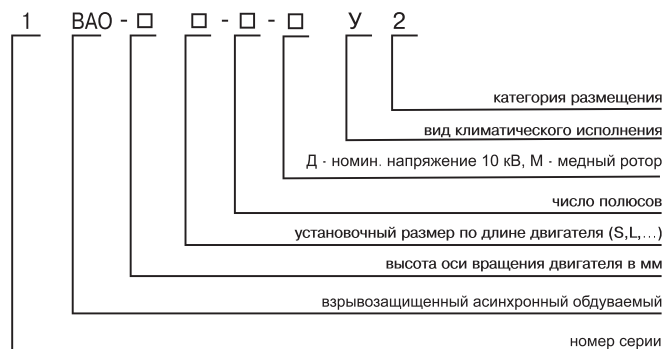 1 ВАО - □ □ - □ - □ У 2
категория размещения
вид климатического исполнения
Д - номин. напряжение 10 кВ, М - медный ротор
число полюсов
установочный размер по длине двигателя (S,L,...)
высота оси вращения двигателя в мм
взрывозащищенный асинхронный обдуваемый
номер серии